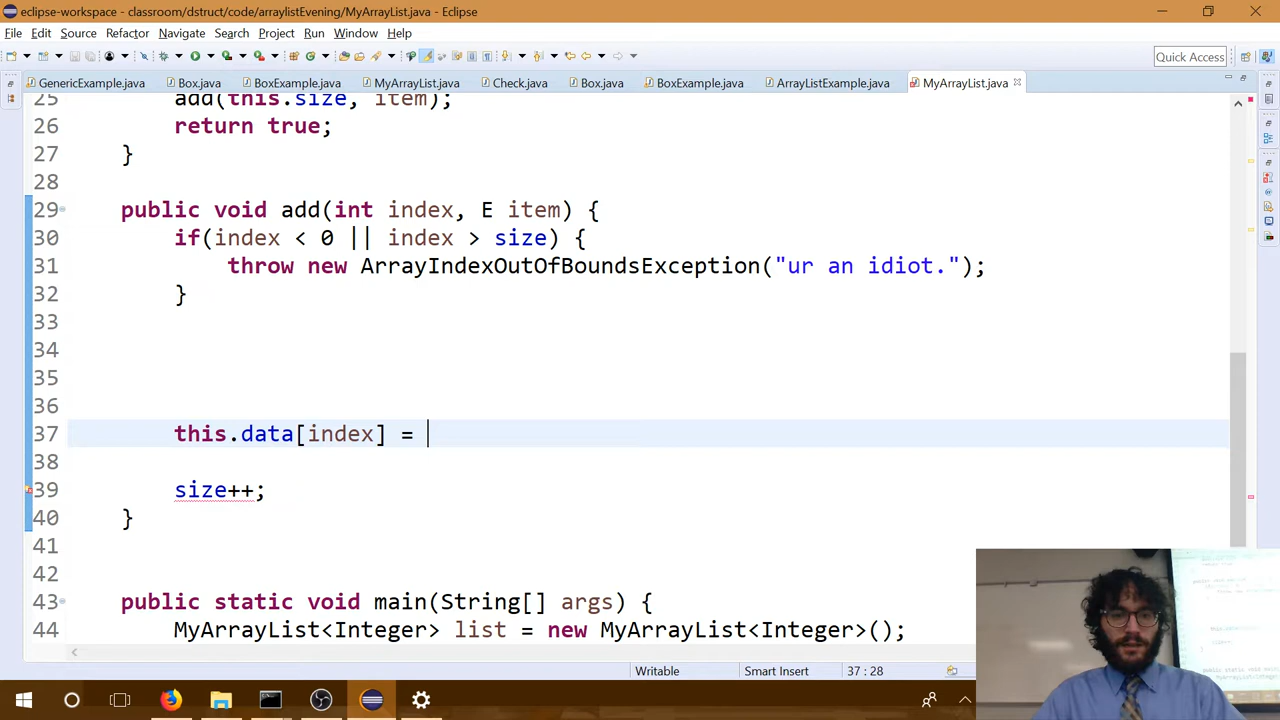 eclipse-workspace - classroom/dstruct/code/arraylistEvening/MyArrayList.java - Eclipse
File Edit Source Refactor Navigate Search Project Run Window Help
Quick Access
GenericExample.java Box.java BoxExample.java MyArrayList.java Check.java Box.java BoxExample.java ArrayListExample.java MyArrayList.java
25 add(this.size, item);
26 return true;
27 }
28
29 public void add(int index, E item) {
30 if(index < 0 || index > size) {
31 throw new ArrayIndexOutOfBoundsException("ur an idiot.");
32 }
33
34
35
36
37 this.data[index] =
38
39 size++;
40 }
41
42
43 public static void main(String[] args) {
44 MyArrayList<Integer> list = new MyArrayList<Integer>();
Writable Smart Insert 37 : 28